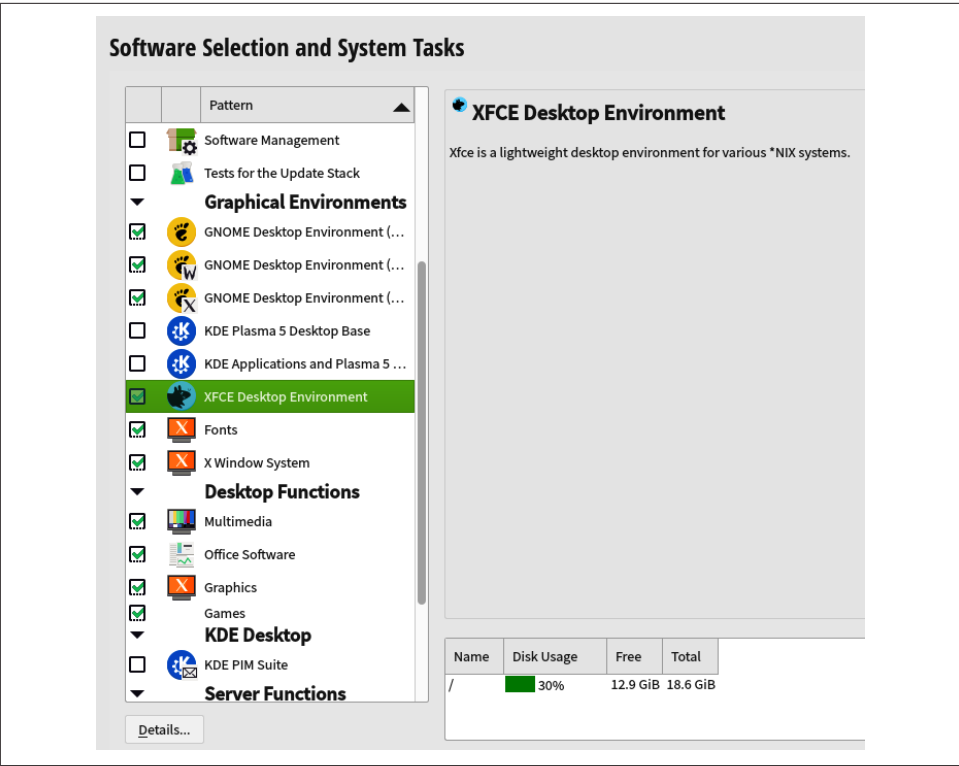 Software Selection and System Tasks
Pattern
Software Management
Tests for the Update Stack
Graphical Environments
GNOME Desktop Environment (...
GNOME Desktop Environment (...
GNOME Desktop Environment (...
KDE Plasma 5 Desktop Base
KDE Applications and Plasma 5 ...
XFCE Desktop Environment
Fonts
X Window System
Desktop Functions
Multimedia
Office Software
Graphics
Games
KDE Desktop
KDE PIM Suite
Server Functions
Details...
XFCE Desktop Environment
Xfce is a lightweight desktop environment for various *NIX systems.
Name Disk Usage Free Total
/ 30% 12.9 GiB 18.6 GiB